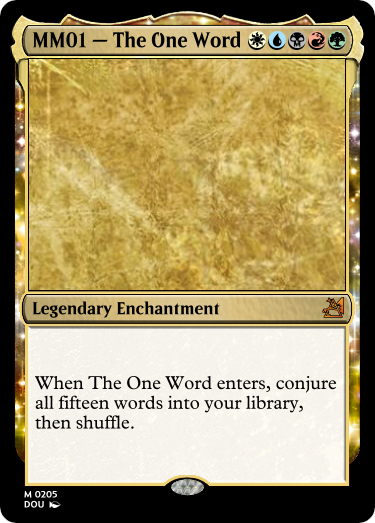 MM01 – The One Word
Legendary Enchantment
When The One Word enters, conjure
all fifteen words into your library,
then shuffle.
M 0205
DOU